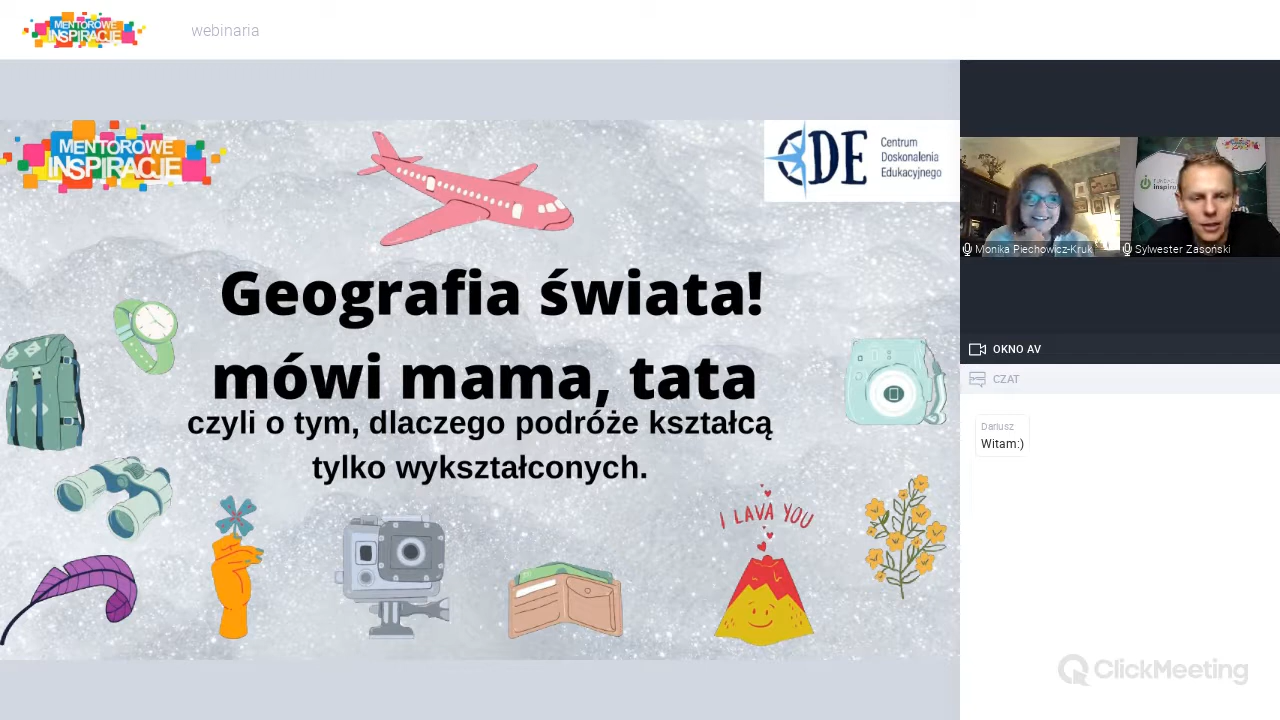 MENTOROWE
INSPIRACJE
webinaria
MENTOROWE
INSPIRACJE
CDE
Centrum
Doskonalenia
Edukacyjnego
Geografia świata!
mówi mama, tata
czyli o tym, dlaczego podróże kształcą
tylko wykształconych.
I LAVA YOU
Monika Piechowicz-Kruk
Sylwester Zasoński
OKNO AV
CZAT
Dariusz
Witam:)
ClickMeeting